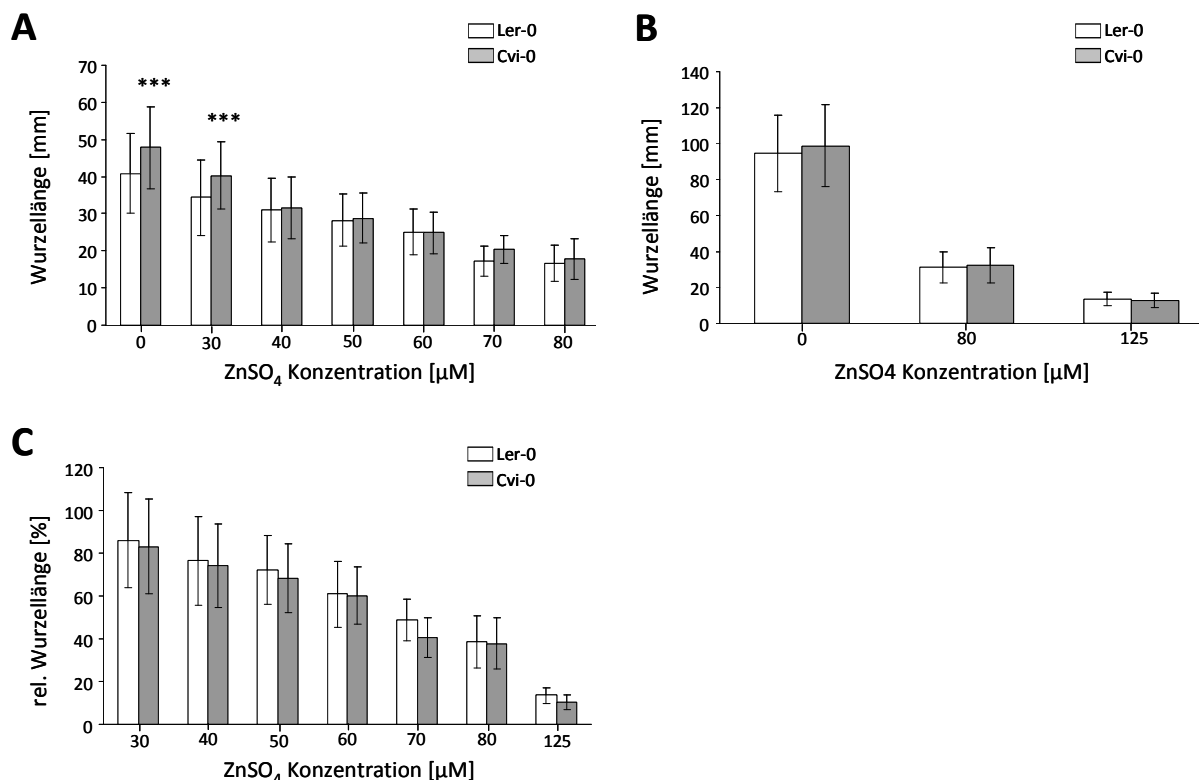 A
Ler-0
Cvi-0
70
60
50
40
30
20
10
0
Wurzellänge [mm]
***
***
0 30 40 50 60 70 80
ZnSO4 Konzentration [µM]
B
Ler-0
Cvi-0
140
120
100
80
60
40
20
0
Wurzellänge [mm]
0 80 125
ZnSO4 Konzentration [µM]
C
Ler-0
Cvi-0
120
100
80
60
40
20
0
rel. Wurzellänge [%]
30 40 50 60 70 80 125
ZnSO4 Konzentration [µM]